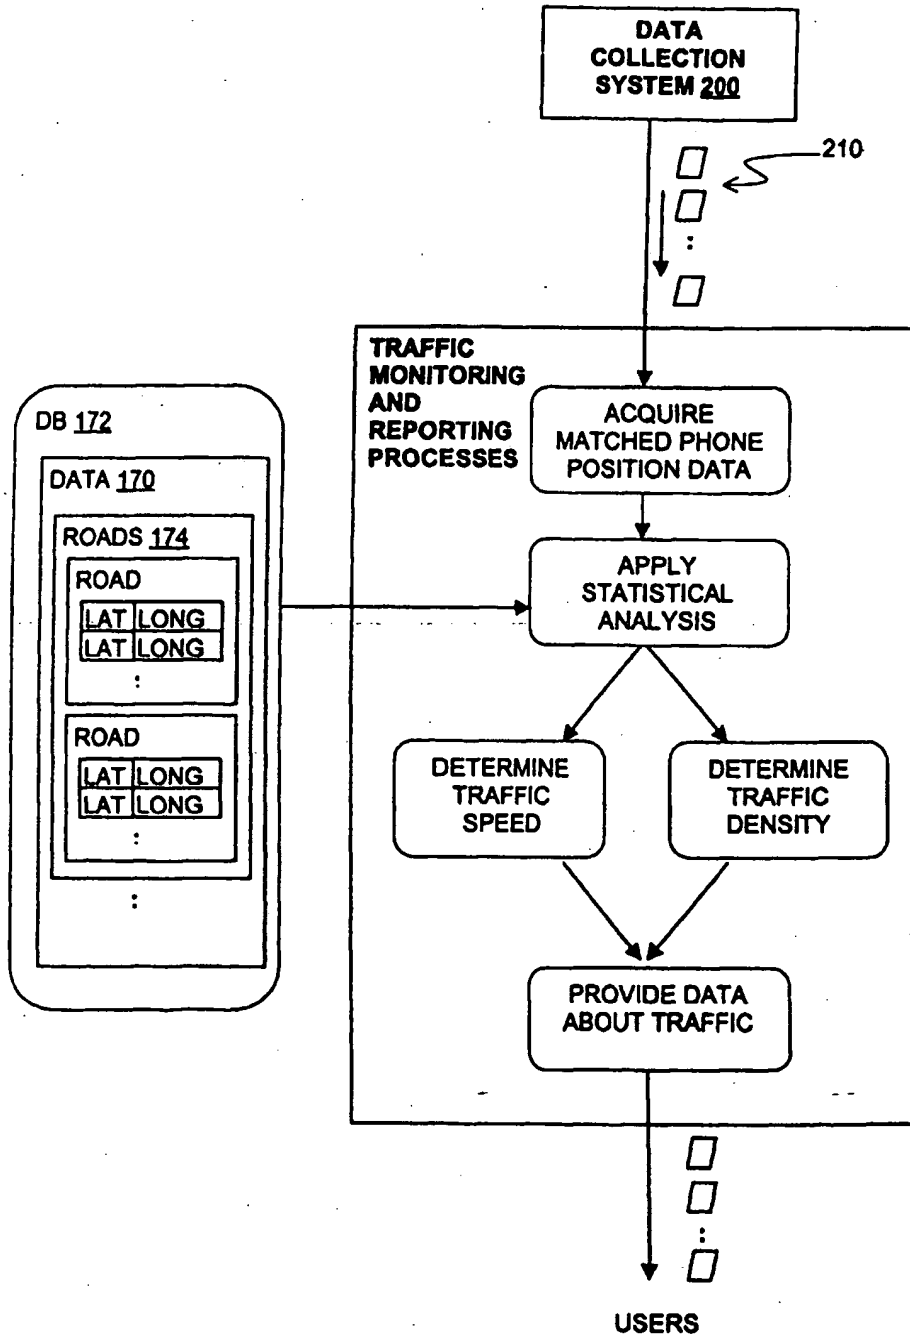 DATA
COLLECTION
SYSTEM 200
210
TRAFFIC
MONITORING
AND
REPORTING
PROCESSES
ACQUIRE
MATCHED PHONE
POSITION DATA
DB 172
DATA 170
ROADS 174
ROAD
LAT LONG
LAT LONG
:
ROAD
LAT LONG
LAT LONG
:
:
APPLY
STATISTICAL
ANALYSIS
DETERMINE
TRAFFIC
SPEED
DETERMINE
TRAFFIC
DENSITY
PROVIDE DATA
ABOUT TRAFFIC
USERS